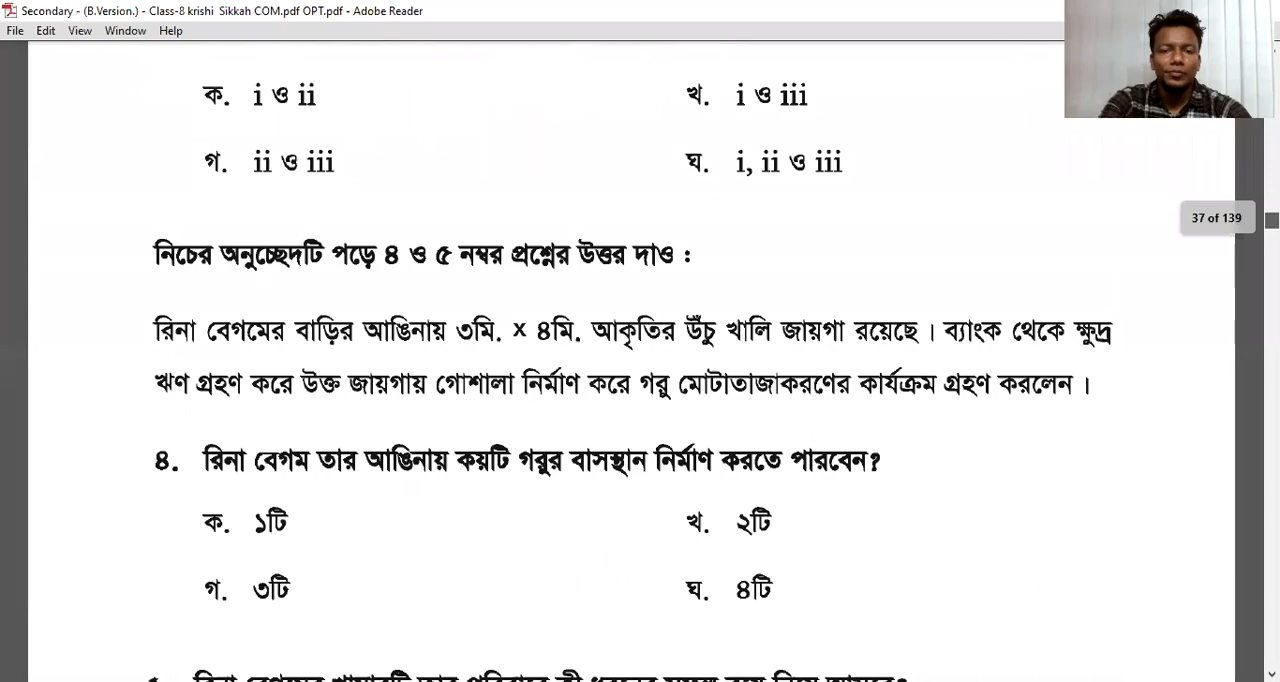 Secondary - (B.Version.) - Class-8 krishi Sikkah COM.pdf OPT.pdf - Adobe Reader
File Edit View Window Help
ক. i ও ii খ. i ও iii
গ. ii ও iii ঘ. i, ii ও iii
37 of 139
নিচের অনুচ্ছেদটি পড়ে ৪ ও ৫ নম্বর প্রশ্নের উত্তর দাও :
রিনা বেগমের বাড়ির আঙিনায় ৩মি. × ৪মি. আকৃতির উঁচু খালি জায়গা রয়েছে। ব্যাংক থেকে ক্ষুদ্র
ঋণ গ্রহণ করে উক্ত জায়গায় গোশালা নির্মাণ করে গরু মোটাতাজাকরণের কার্যক্রম গ্রহণ করলেন।
৪. রিনা বেগম তার আঙিনায় কয়টি গরুর বাসস্থান নির্মাণ করতে পারবেন?
ক. ১টি খ. ২টি
গ. ৩টি ঘ. ৪টি